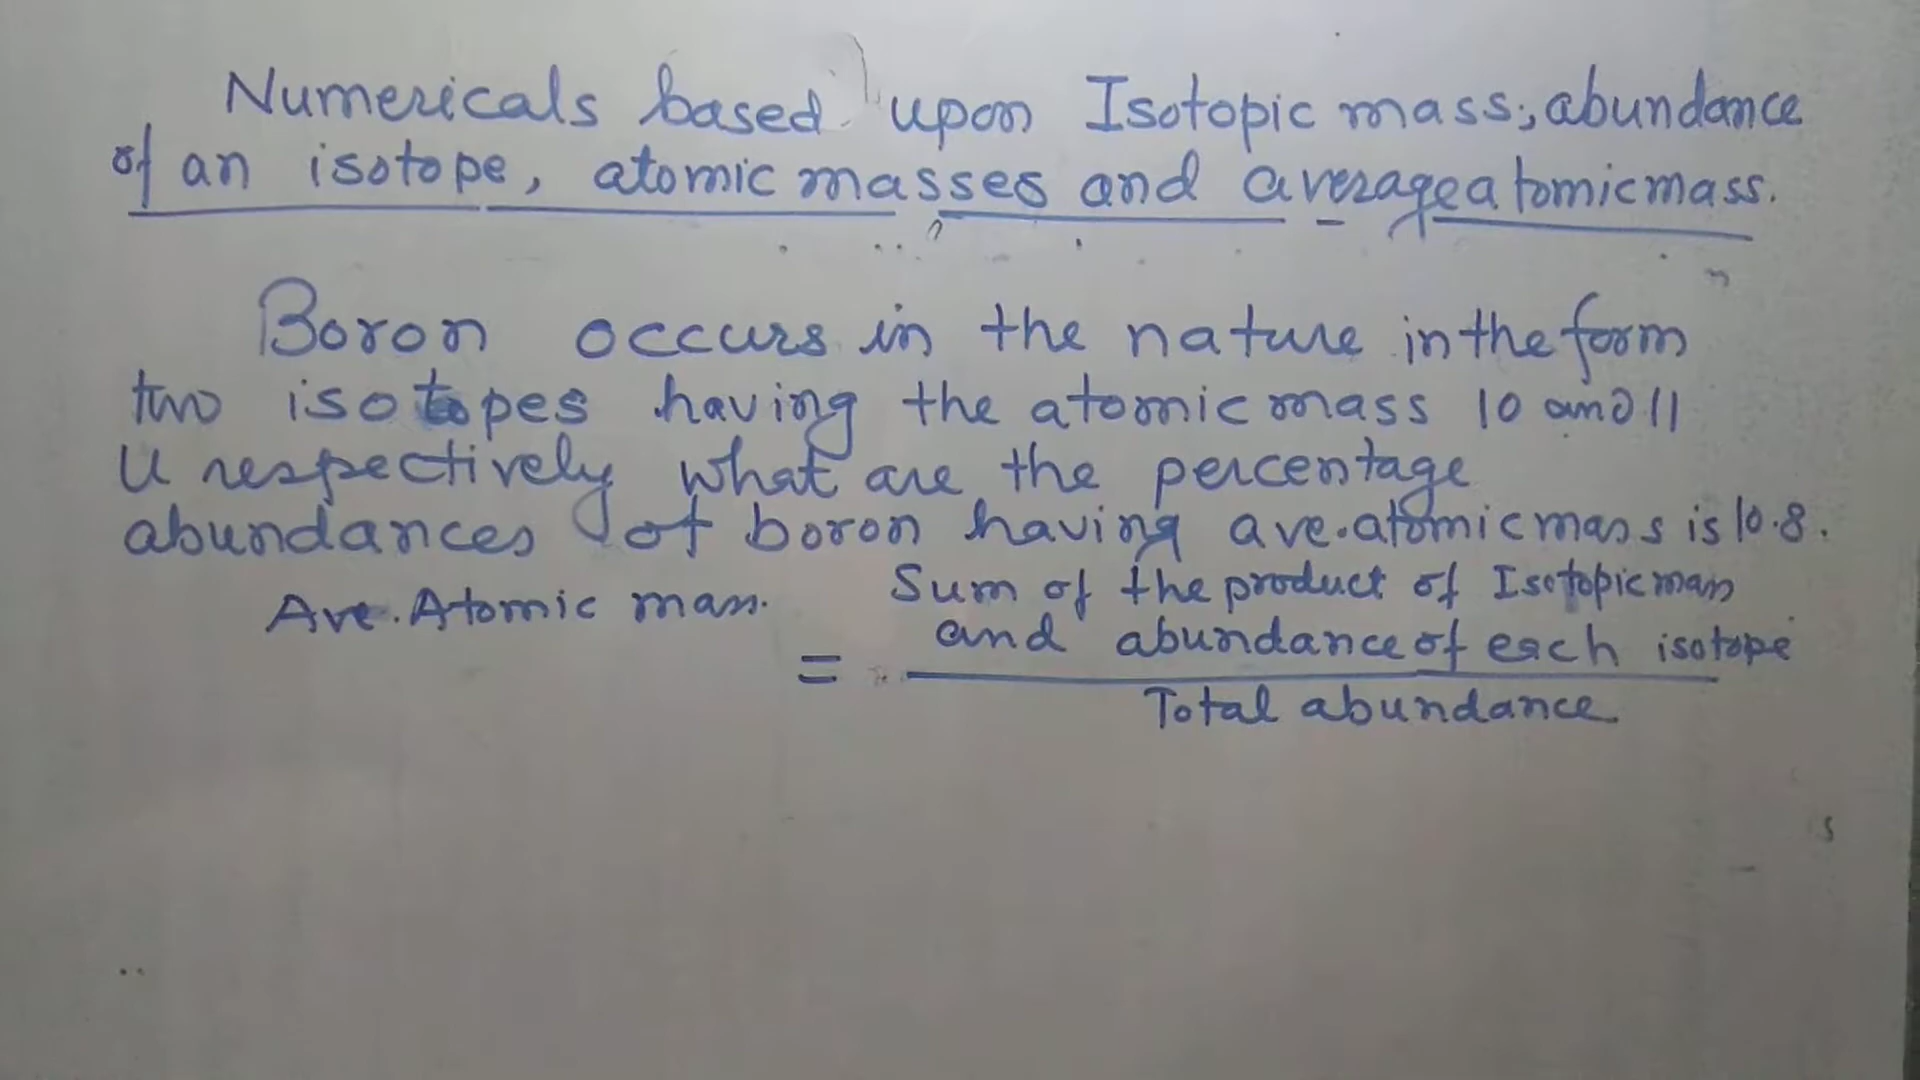 Numericals based upon Isotopic mass, abundance
of an isotope, atomic masses and average atomic mass.
Boron occurs in the nature in the form
two isotopes having the atomic mass 10 and 11
U respectively what are the percentage
abundances of boron having ave. atomic mass is 10.8.
Ave. Atomic mass. = Sum of the product of Isotopic mass
and abundance of each isotope
Total abundance